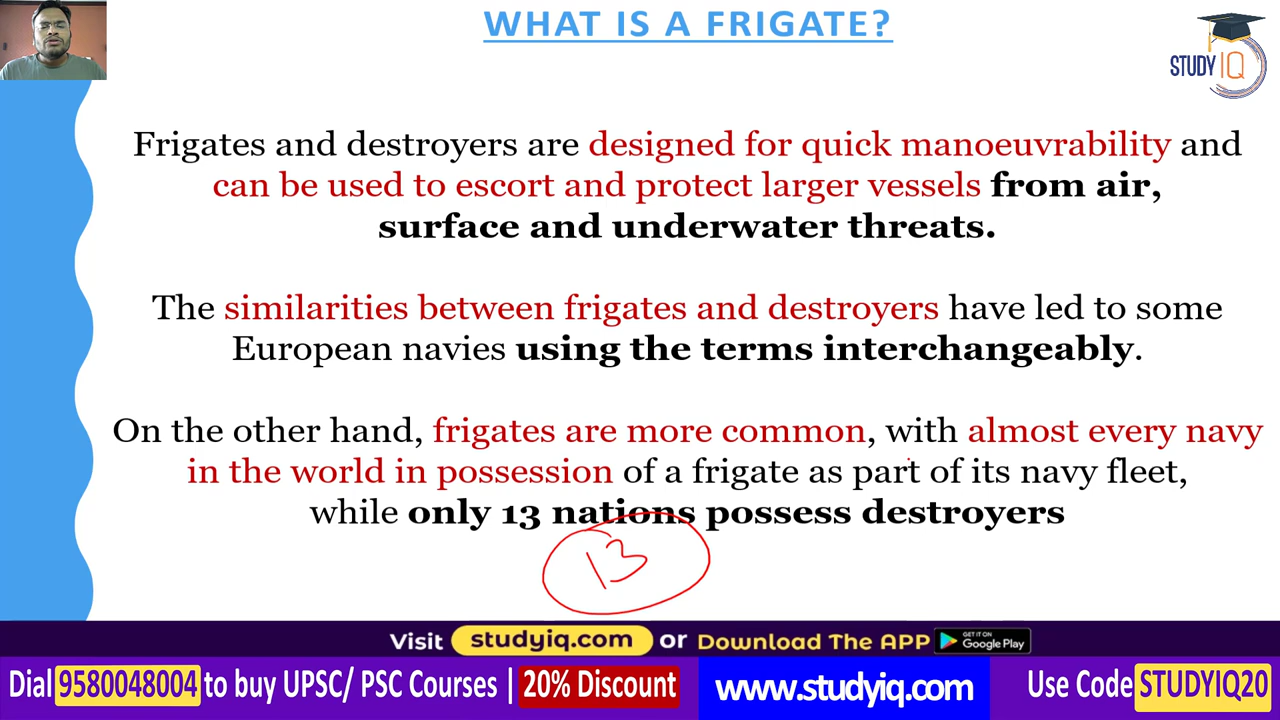 WHAT IS A FRIGATE?
STUDY IQ
Frigates and destroyers are designed for quick manoeuvrability and
can be used to escort and protect larger vessels from air,
surface and underwater threats.
The similarities between frigates and destroyers have led to some
European navies using the terms interchangeably.
On the other hand, frigates are more common, with almost every navy
in the world in possession of a frigate as part of its navy fleet,
while only 13 nations possess destroyers
13
Visit studyiq.com or Download The APP GET IT ON Google Play
Dial 9580048004 to buy UPSC/ PSC Courses | 20% Discount www.studyiq.com Use Code STUDYIQ20